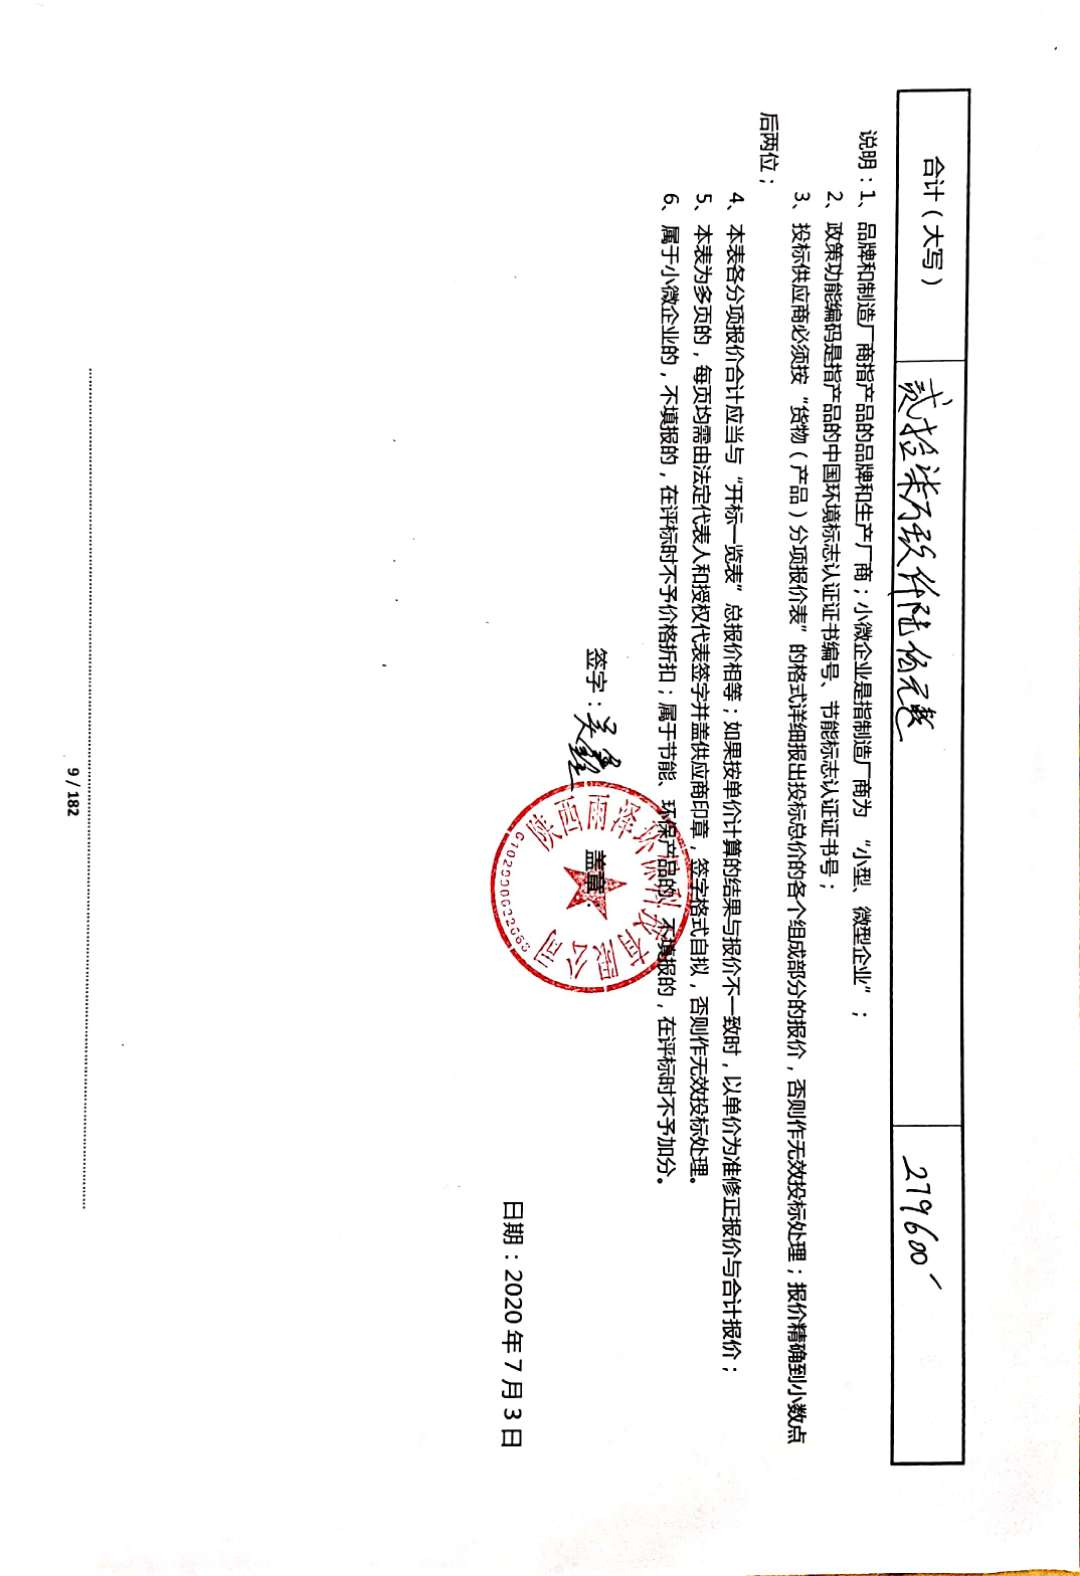 合计（大写） 贰拾柒万玖仟陆佰元整 279600
说明：1、品牌和制造厂商指产品的品牌和生产厂商；小微企业是指制造厂商为“小型、微型企业”；
2、政策功能编码是指产品的中国环境标志认证证书编号、节能标志认证证书号；
3、投标供应商必须按“货物（产品）分项报价表”的格式详细报出投标总价的各个组成部分的报价，否则作无效投标处理；报价精确到小数点
后两位；
4、本表各分项报价合计应当与“开标一览表”总报价相等；如果按单价计算的结果与报价不一致时，以单价为准修正报价与合计报价；
5、本表为多页的，每页均需由法定代表人和授权代表签字并盖供应商印章，签字格式自拟，否则作无效投标处理。
6、属于小微企业的，不填报的，在评标时不予价格折扣；属于节能、环保产品的，不填报的，在评标时不予加分。
签字：
盖章：
陕西雨泽环保科技有限公司
日期：2020年7月3日
9 / 182